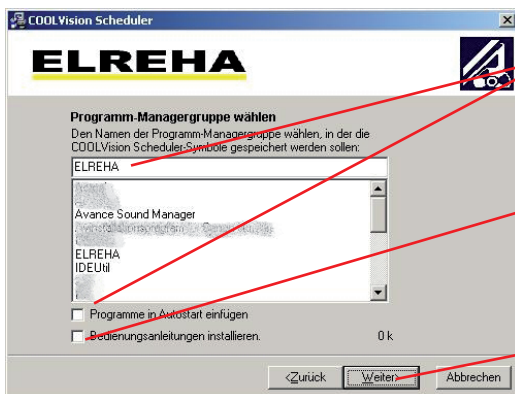 COOLVision Scheduler
ELREHA
Programm-Managergruppe wählen
Den Namen der Programm-Managergruppe wählen, in der die
COOLVision Scheduler-Symbole gespeichert werden sollen:
ELREHA
Avance Sound Manager
ELREHA
IDEUtil
Programme in Autostart einfügen
Bedienungsanleitungen installieren. 0 k
<Zurück Weiter> Abbrechen